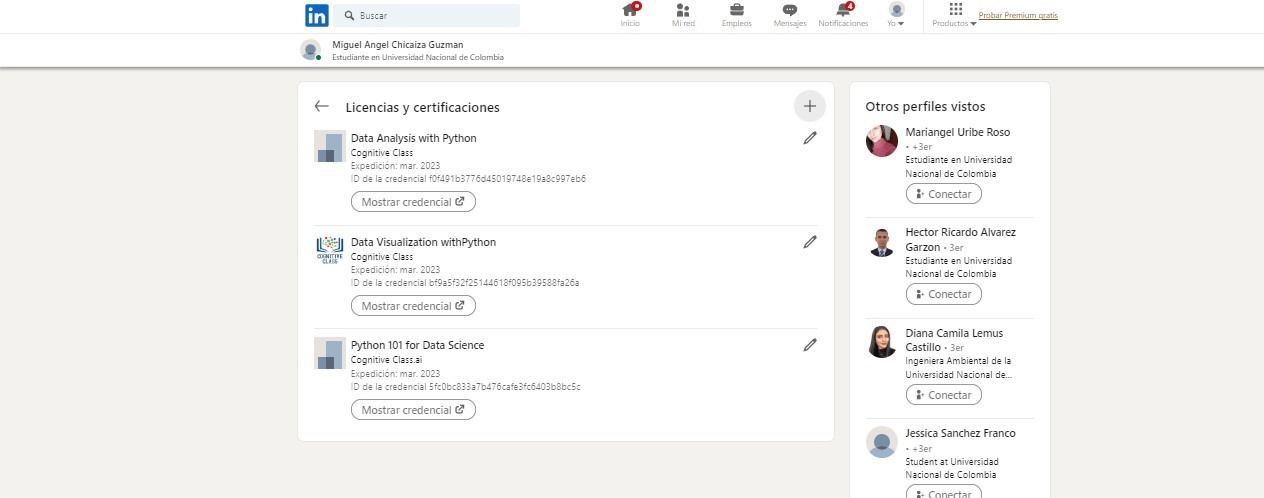 in
Buscar
Inicio
Mi red
Empleos
Mensajes
4
Notificaciones
Yo
Productos
Probar Premium gratis
Miguel Angel Chicaiza Guzman
Estudiante en Universidad Nacional de Colombia
Licencias y certificaciones
Data Analysis with Python
Cognitive Class
Expedición: mar. 2023
ID de la credencial f0f491b3776d45019748e19a8c997eb6
Mostrar credencial
COGNITIVE
CLASS
Data Visualization withPython
Cognitive Class
Expedición: mar. 2023
ID de la credencial bf9a5f32f25144618f095b39588fa26a
Mostrar credencial
Python 101 for Data Science
Cognitive Class.ai
Expedición: mar. 2023
ID de la credencial 5fc0bc833a7b476cafe3fc6403b8bc5c
Mostrar credencial
Otros perfiles vistos
Mariangel Uribe Roso
• +3er
Estudiante en Universidad
Nacional de Colombia
Conectar
Hector Ricardo Alvarez
Garzon • 3er
Estudiante en Universidad
Nacional de Colombia
Conectar
Diana Camila Lemus
Castillo • 3er
Ingeniera Ambiental de la
Universidad Nacional de...
Conectar
Jessica Sanchez Franco
• +3er
Student at Universidad
Nacional de Colombia
Conectar